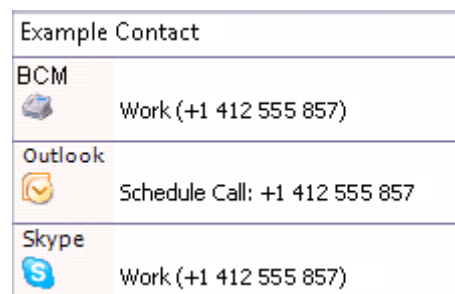 Example Contact
BCM
Work (+1 412 555 857)
Outlook
Schedule Call: +1 412 555 857
Skype
Work (+1 412 555 857)